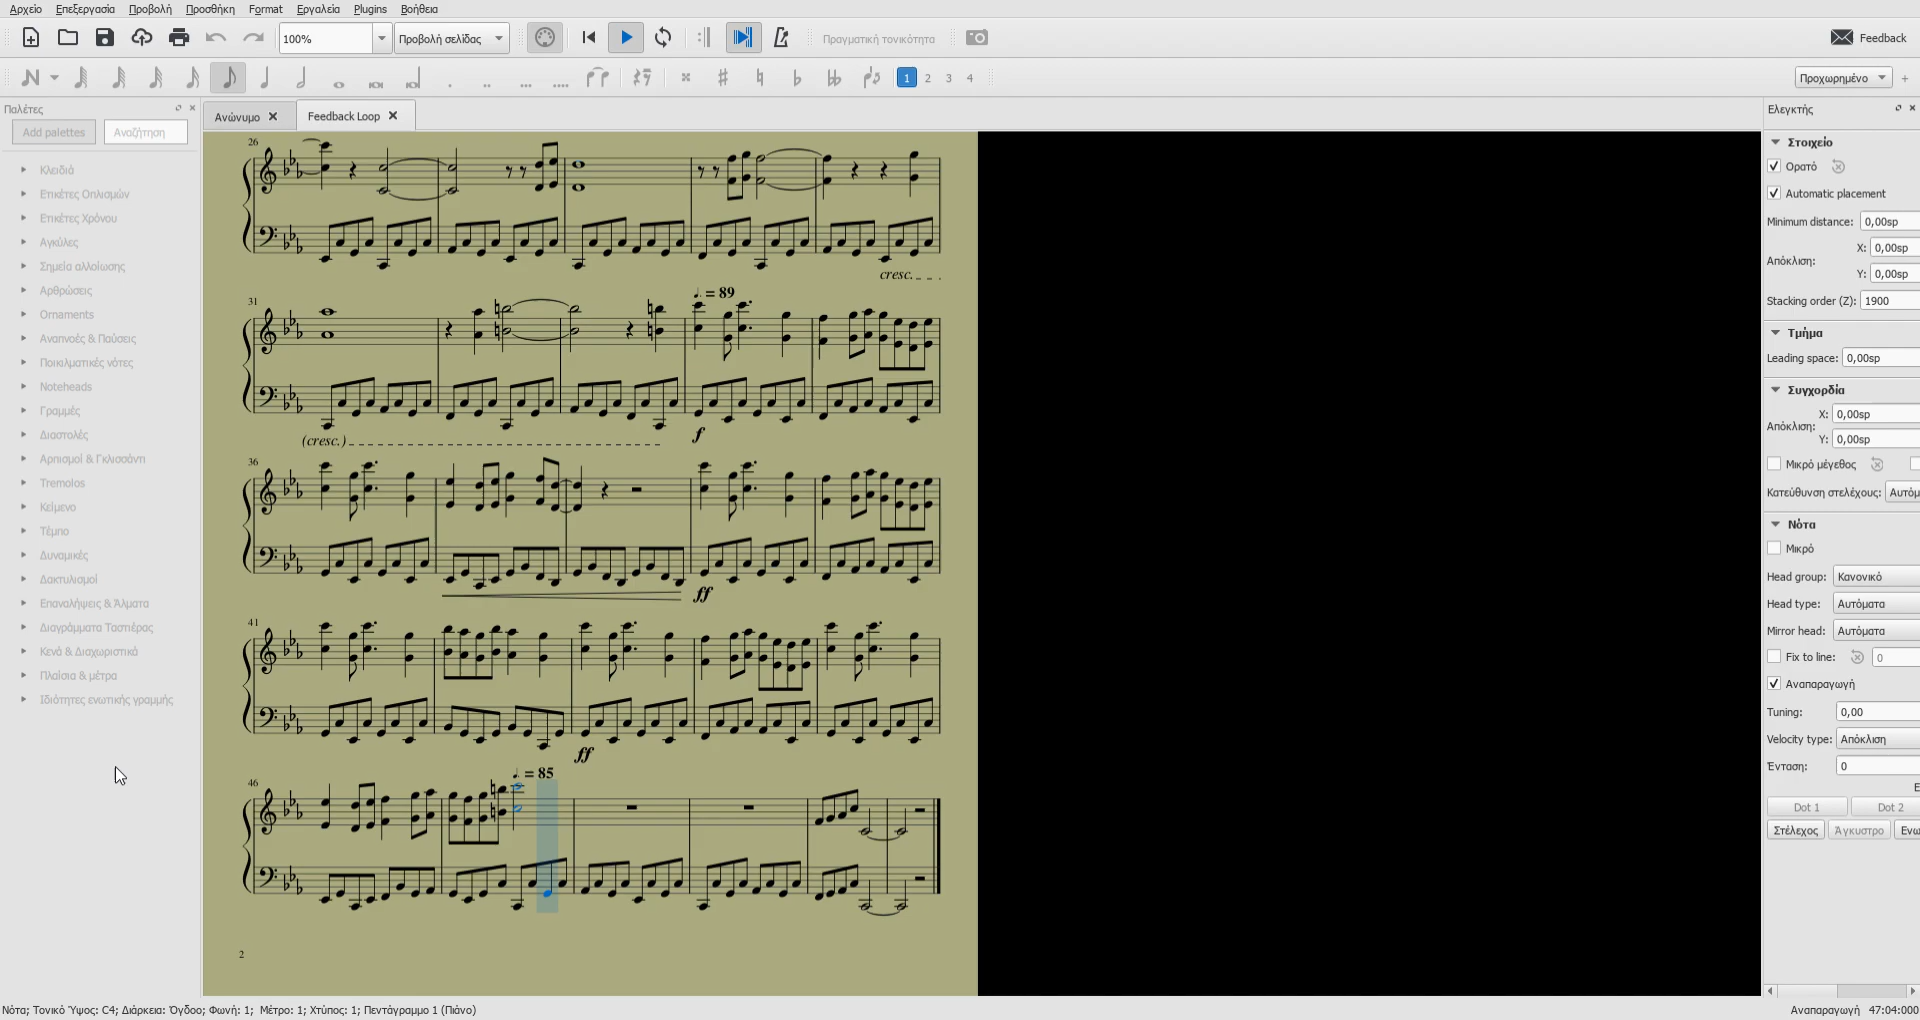 Αρχείο Επεξεργασία Προβολή Προσθήκη Format Εργαλεία Plugins Βοήθεια
100% Προβολή σελίδας Πραγματική τονικότητα Feedback
1 2 3 4 Προχωρημένο +
Παλέτες
Add palettes Αναζήτηση
Κλειδιά
Ετικέτες Οπλισμών
Ετικέτες Χρόνου
Αγκύλες
Σημεία αλλοίωσης
Αρθρώσεις
Ornaments
Αναπνοές & Παύσεις
Ποικιλματικές νότες
Noteheads
Γραμμές
Διαστολές
Αρπισμοί & Γκλισσάντι
Tremolos
Κείμενο
Τέμπο
Δυναμικές
Δακτυλισμοί
Επαναλήψεις & Άλματα
Διαγράμματα Ταστιέρας
Κενά & Διαχωριστικά
Πλαίσια & μέτρα
Ιδιότητες ενωτικής γραμμής
Ανώνυμο Feedback Loop
26
cresc.
31
♩. = 89
(cresc.)
f
36
ff
41
ff
46
♩. = 85
2
Ελεγκτής
Στοιχείο
Ορατό
Automatic placement
Minimum distance: 0,00sp
X: 0,00sp
Απόκλιση:
Y: 0,00sp
Stacking order (Z): 1900
Τμήμα
Leading space: 0,00sp
Συγχορδία
X: 0,00sp
Απόκλιση:
Y: 0,00sp
Μικρό μέγεθος
Κατεύθυνση στελέχους: Αυτόμ
Νότα
Μικρό
Head group: Κανονικό
Head type: Αυτόματα
Mirror head: Αυτόματα
Fix to line: 0
Αναπαραγωγή
Tuning: 0,00
Velocity type: Απόκλιση
Ένταση: 0
Ε
Dot 1 Dot 2
Στέλεχος Άγκιστρο Ενω
Νότα; Τονικό Ύψος: C4; Διάρκεια: Όγδοο; Φωνή: 1; Μέτρο: 1; Χτύπος: 1; Πεντάγραμμο 1 (Πιάνο) Αναπαραγωγή 47:04:000